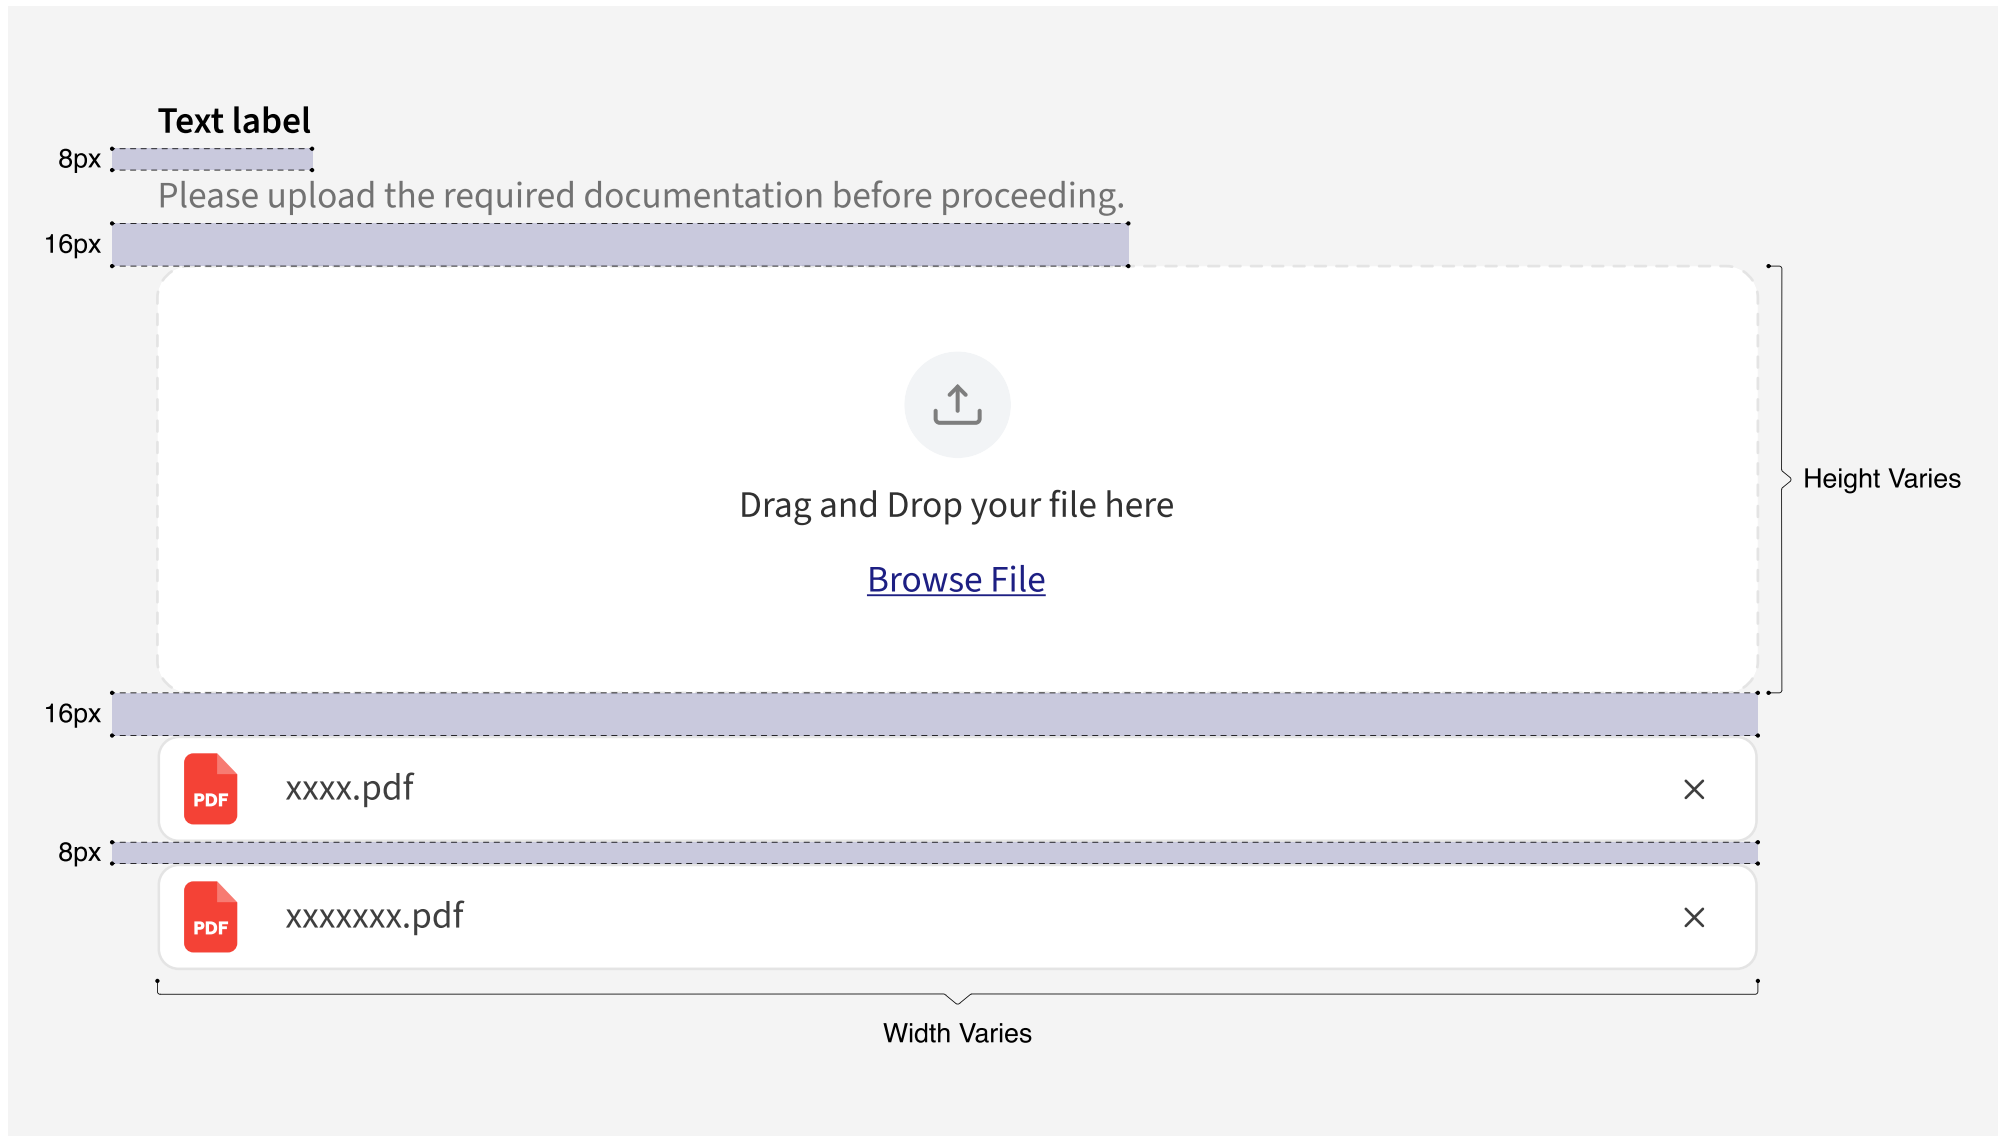 Text label
8px
Please upload the required documentation before proceeding.
16px
Drag and Drop your file here
Height Varies
Browse File
16px
PDF xxxx.pdf
8px
PDF xxxxxxx.pdf
Width Varies